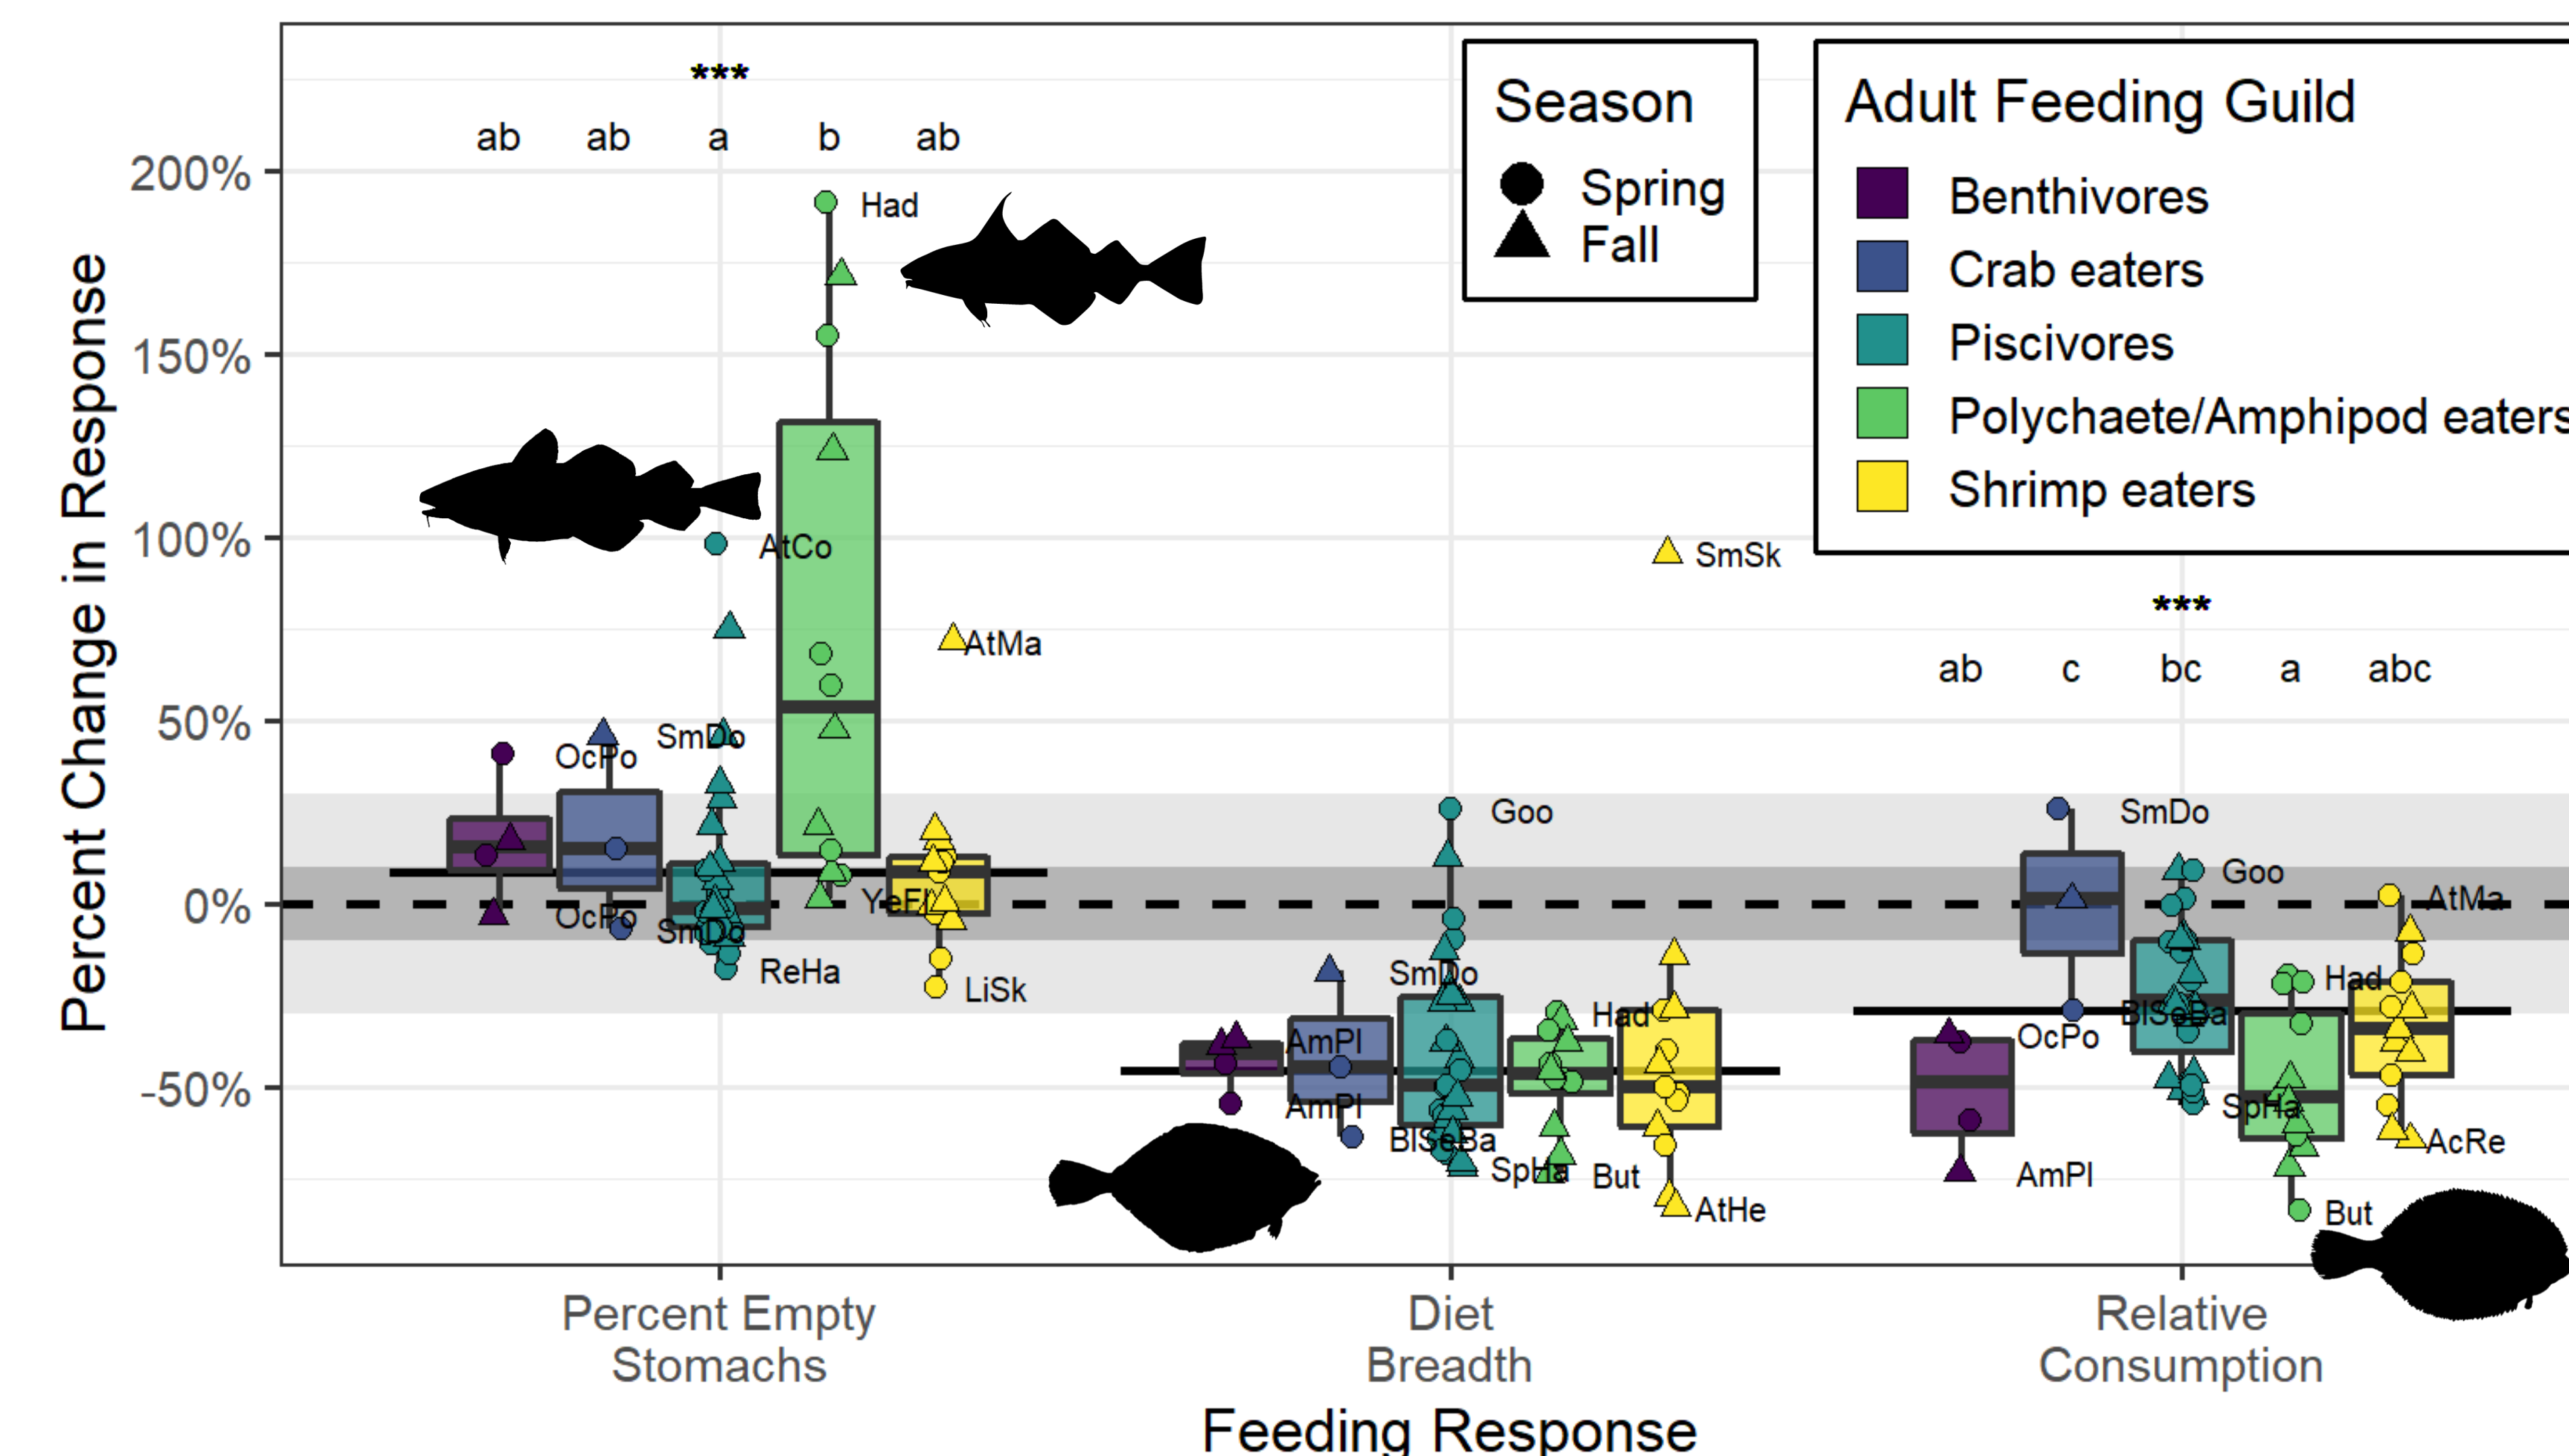 ***
ab ab a b ab
Season
Spring
Fall
Adult Feeding Guild
Benthivores
Crab eaters
Piscivores
Polychaete/Amphipod eaters
Shrimp eaters
Percent Change in Response
200%
150%
100%
50%
0%
-50%
Had
AtCo
AtMa
OcPo
SmDo
OcPo
SmDo
YeFl
ReHa
LiSk
SmSk
Goo
SmDo
AmPl
Had
AmPl
BlSeBa
SpHa
But
AtHe
***
ab c bc a abc
SmDo
Goo
AtMa
Had
BlSeBa
OcPo
SpHa
AcRe
AmPl
But
Percent Empty
Stomachs
Diet
Breadth
Relative
Consumption
Feeding Response